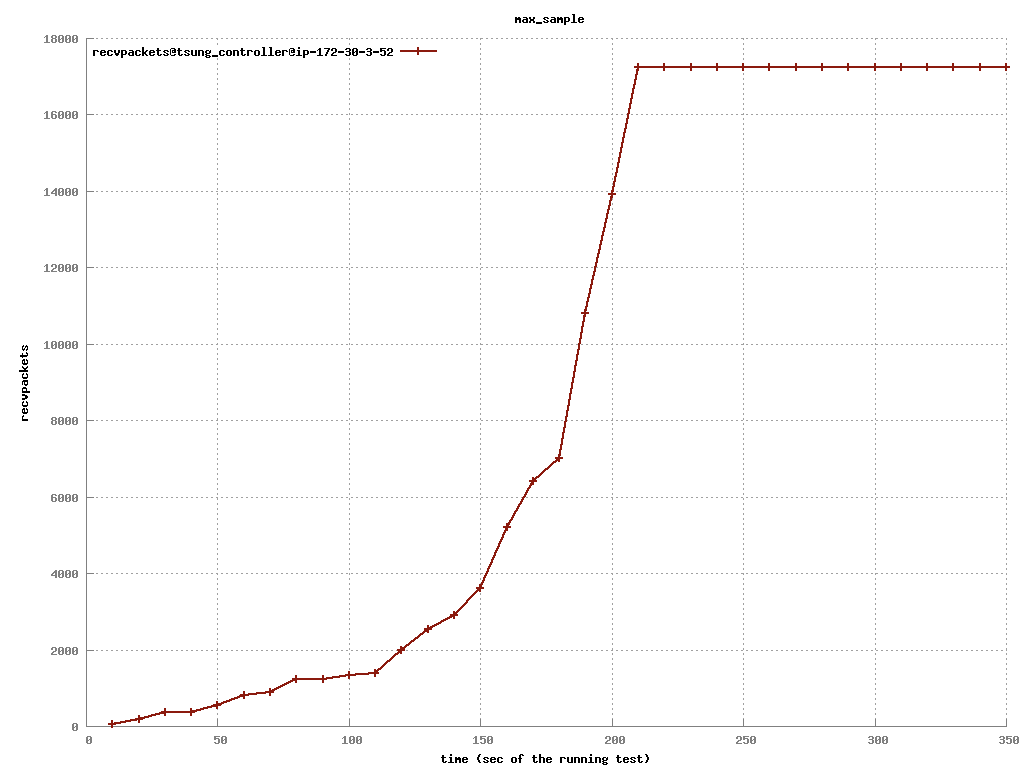 max_sample
recvpackets@tsung_controller@ip-172-30-3-52
18000
16000
14000
12000
10000
8000
6000
4000
2000
0
recvpackets
0 50 100 150 200 250 300 350
time (sec of the running test)